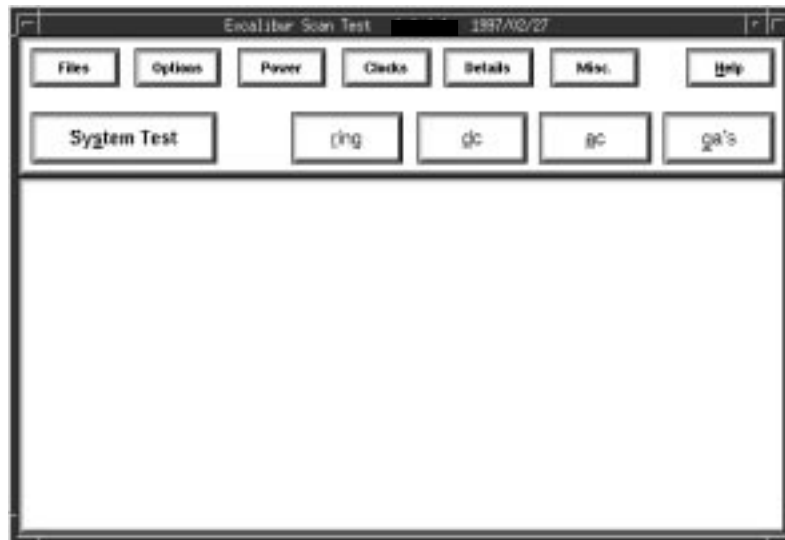 Excalibur Scan Test 1997/02/27
Files Options Power Clocks Details Misc. Help
System Test ring dc ac ga's